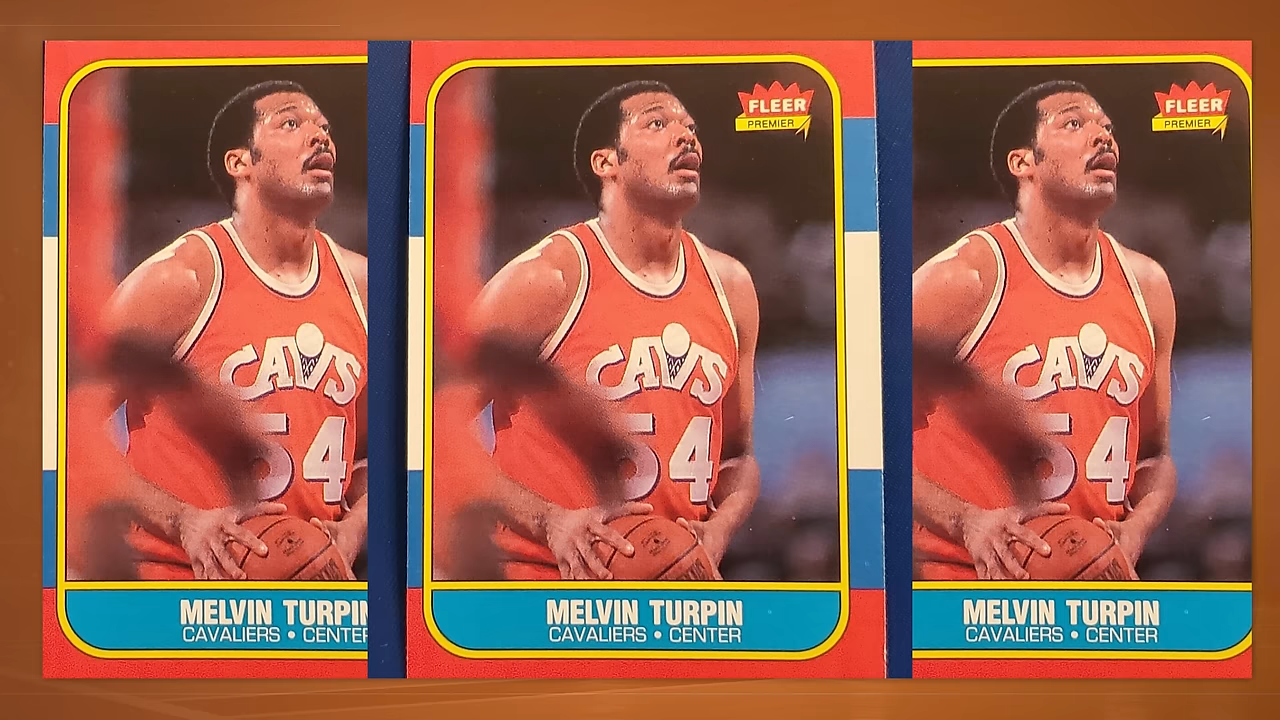 MELVIN TURPIN
CAVALIERS • CENTER
CAVS
54
FLEER
PREMIER
CAVS
54
MELVIN TURPIN
CAVALIERS • CENTER
FLEER
PREMIER
CAVS
54
MELVIN TURPIN
CAVALIERS • CENTER